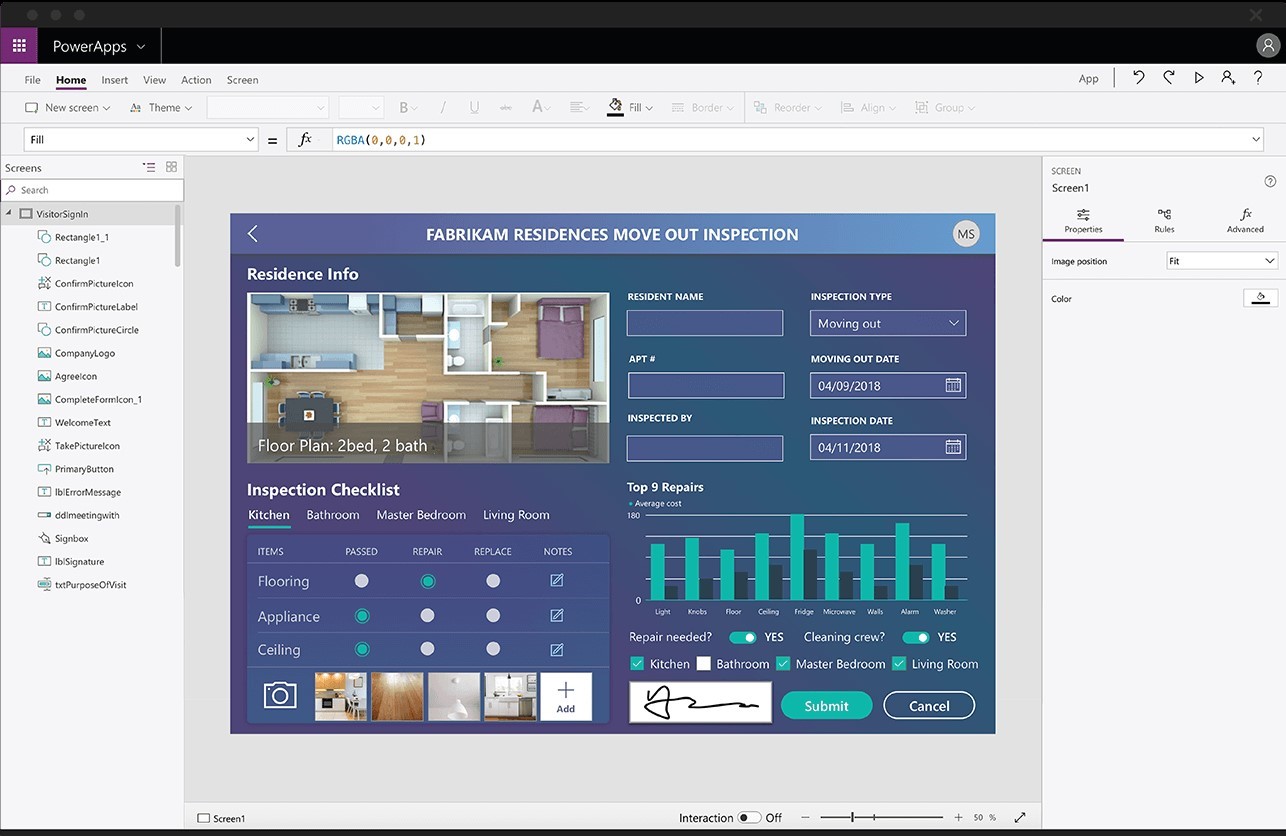 PowerApps
File Home Insert View Action Screen App ?
New screen Theme B / U abc A Fill Border Reorder Align Group
Fill = fx RGBA(0,0,0,1)
Screens
Search
VisitorSignIn
Rectangle1_1
Rectangle1
ConfirmPictureIcon
ConfirmPictureLabel
ConfirmPictureCircle
CompanyLogo
AgreeIcon
CompleteFormIcon_1
WelcomeText
TakePictureIcon
PrimaryButton
lblErrorMessage
ddlmeetingwith
Signbox
lblSignature
txtPurposeOfVisit
FABRIKAM RESIDENCES MOVE OUT INSPECTION MS
Residence Info
Floor Plan: 2bed, 2 bath
RESIDENT NAME INSPECTION TYPE
Moving out
APT # MOVING OUT DATE
04/09/2018
INSPECTED BY INSPECTION DATE
04/11/2018
Inspection Checklist
Kitchen Bathroom Master Bedroom Living Room
ITEMS PASSED REPAIR REPLACE NOTES
Flooring
Appliance
Ceiling
Add
Top 9 Repairs
Average cost
180
0
Light Knobs Floor Ceiling Fridge Microwave Walls Alarm Washer
Repair needed? YES Cleaning crew? YES
Kitchen Bathroom Master Bedroom Living Room
Submit Cancel
SCREEN
Screen1 ?
Properties Rules fx Advanced
Image position Fit
Color
Screen1 Interaction Off − + 50 %